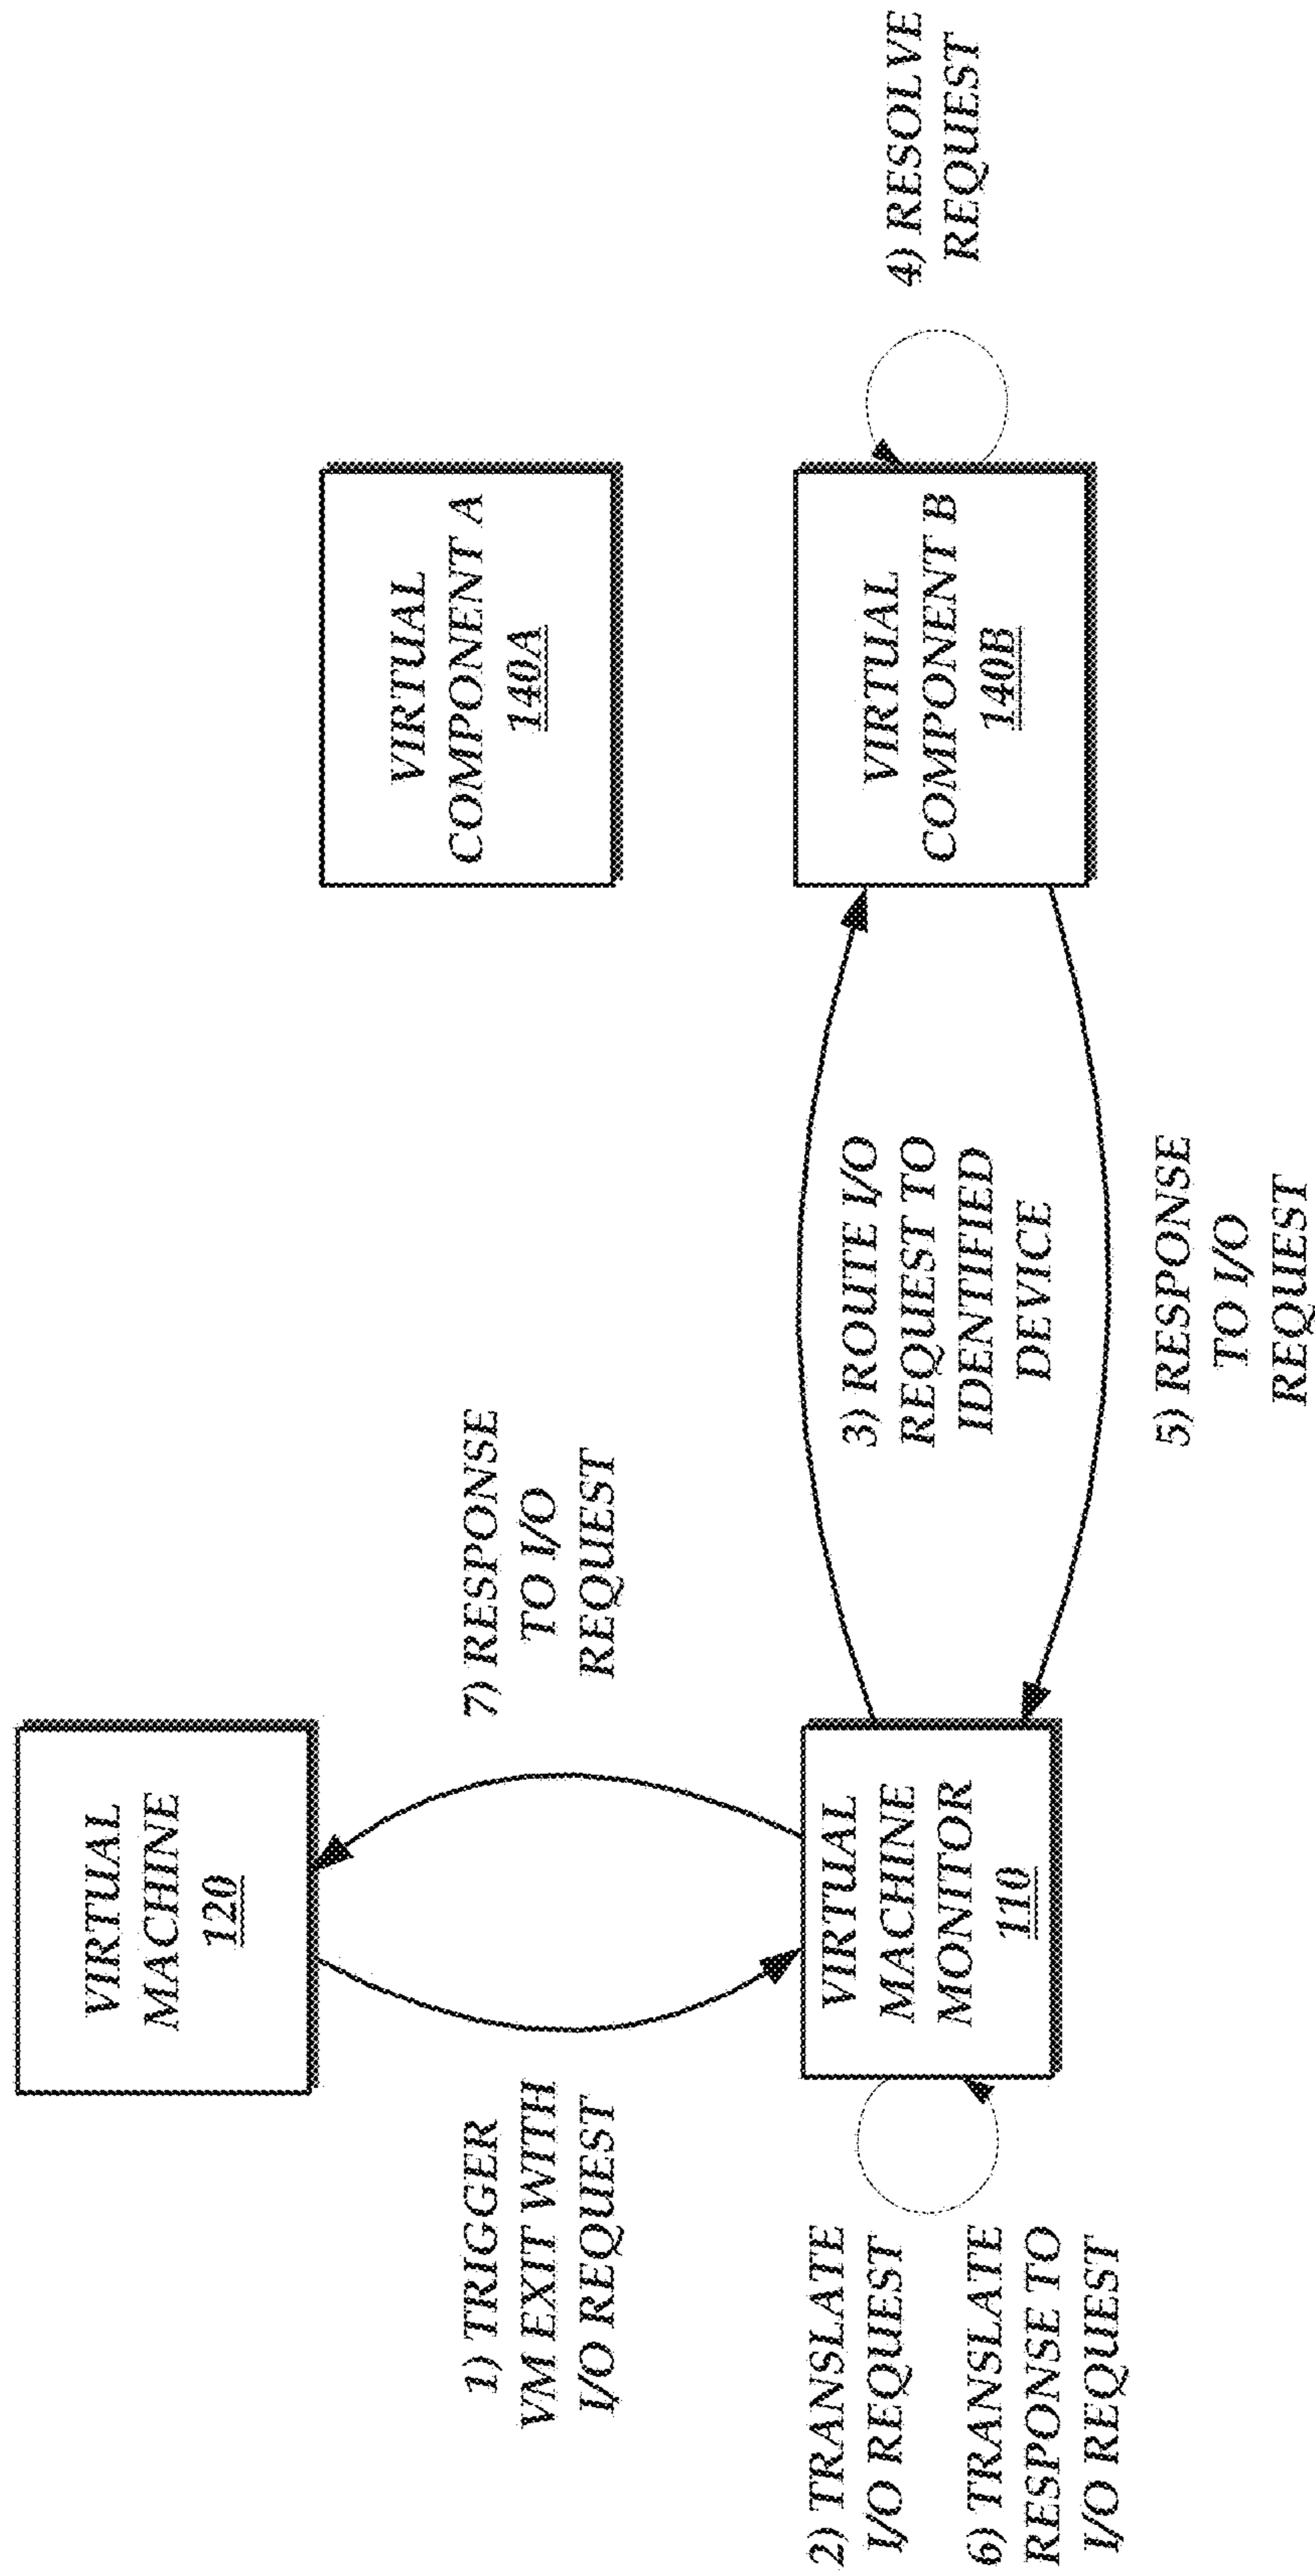 VIRTUAL
MACHINE
120
1) TRIGGER
VM EXIT WITH
I/O REQUEST
7) RESPONSE
TO I/O
REQUEST
VIRTUAL
COMPONENT A
140A
2) TRANSLATE
I/O REQUEST
6) TRANSLATE
RESPONSE TO
I/O REQUEST
VIRTUAL
MACHINE
MONITOR
110
3) ROUTE I/O
REQUEST TO
IDENTIFIED
DEVICE
5) RESPONSE
TO I/O
REQUEST
VIRTUAL
COMPONENT B
140B
4) RESOLVE
REQUEST